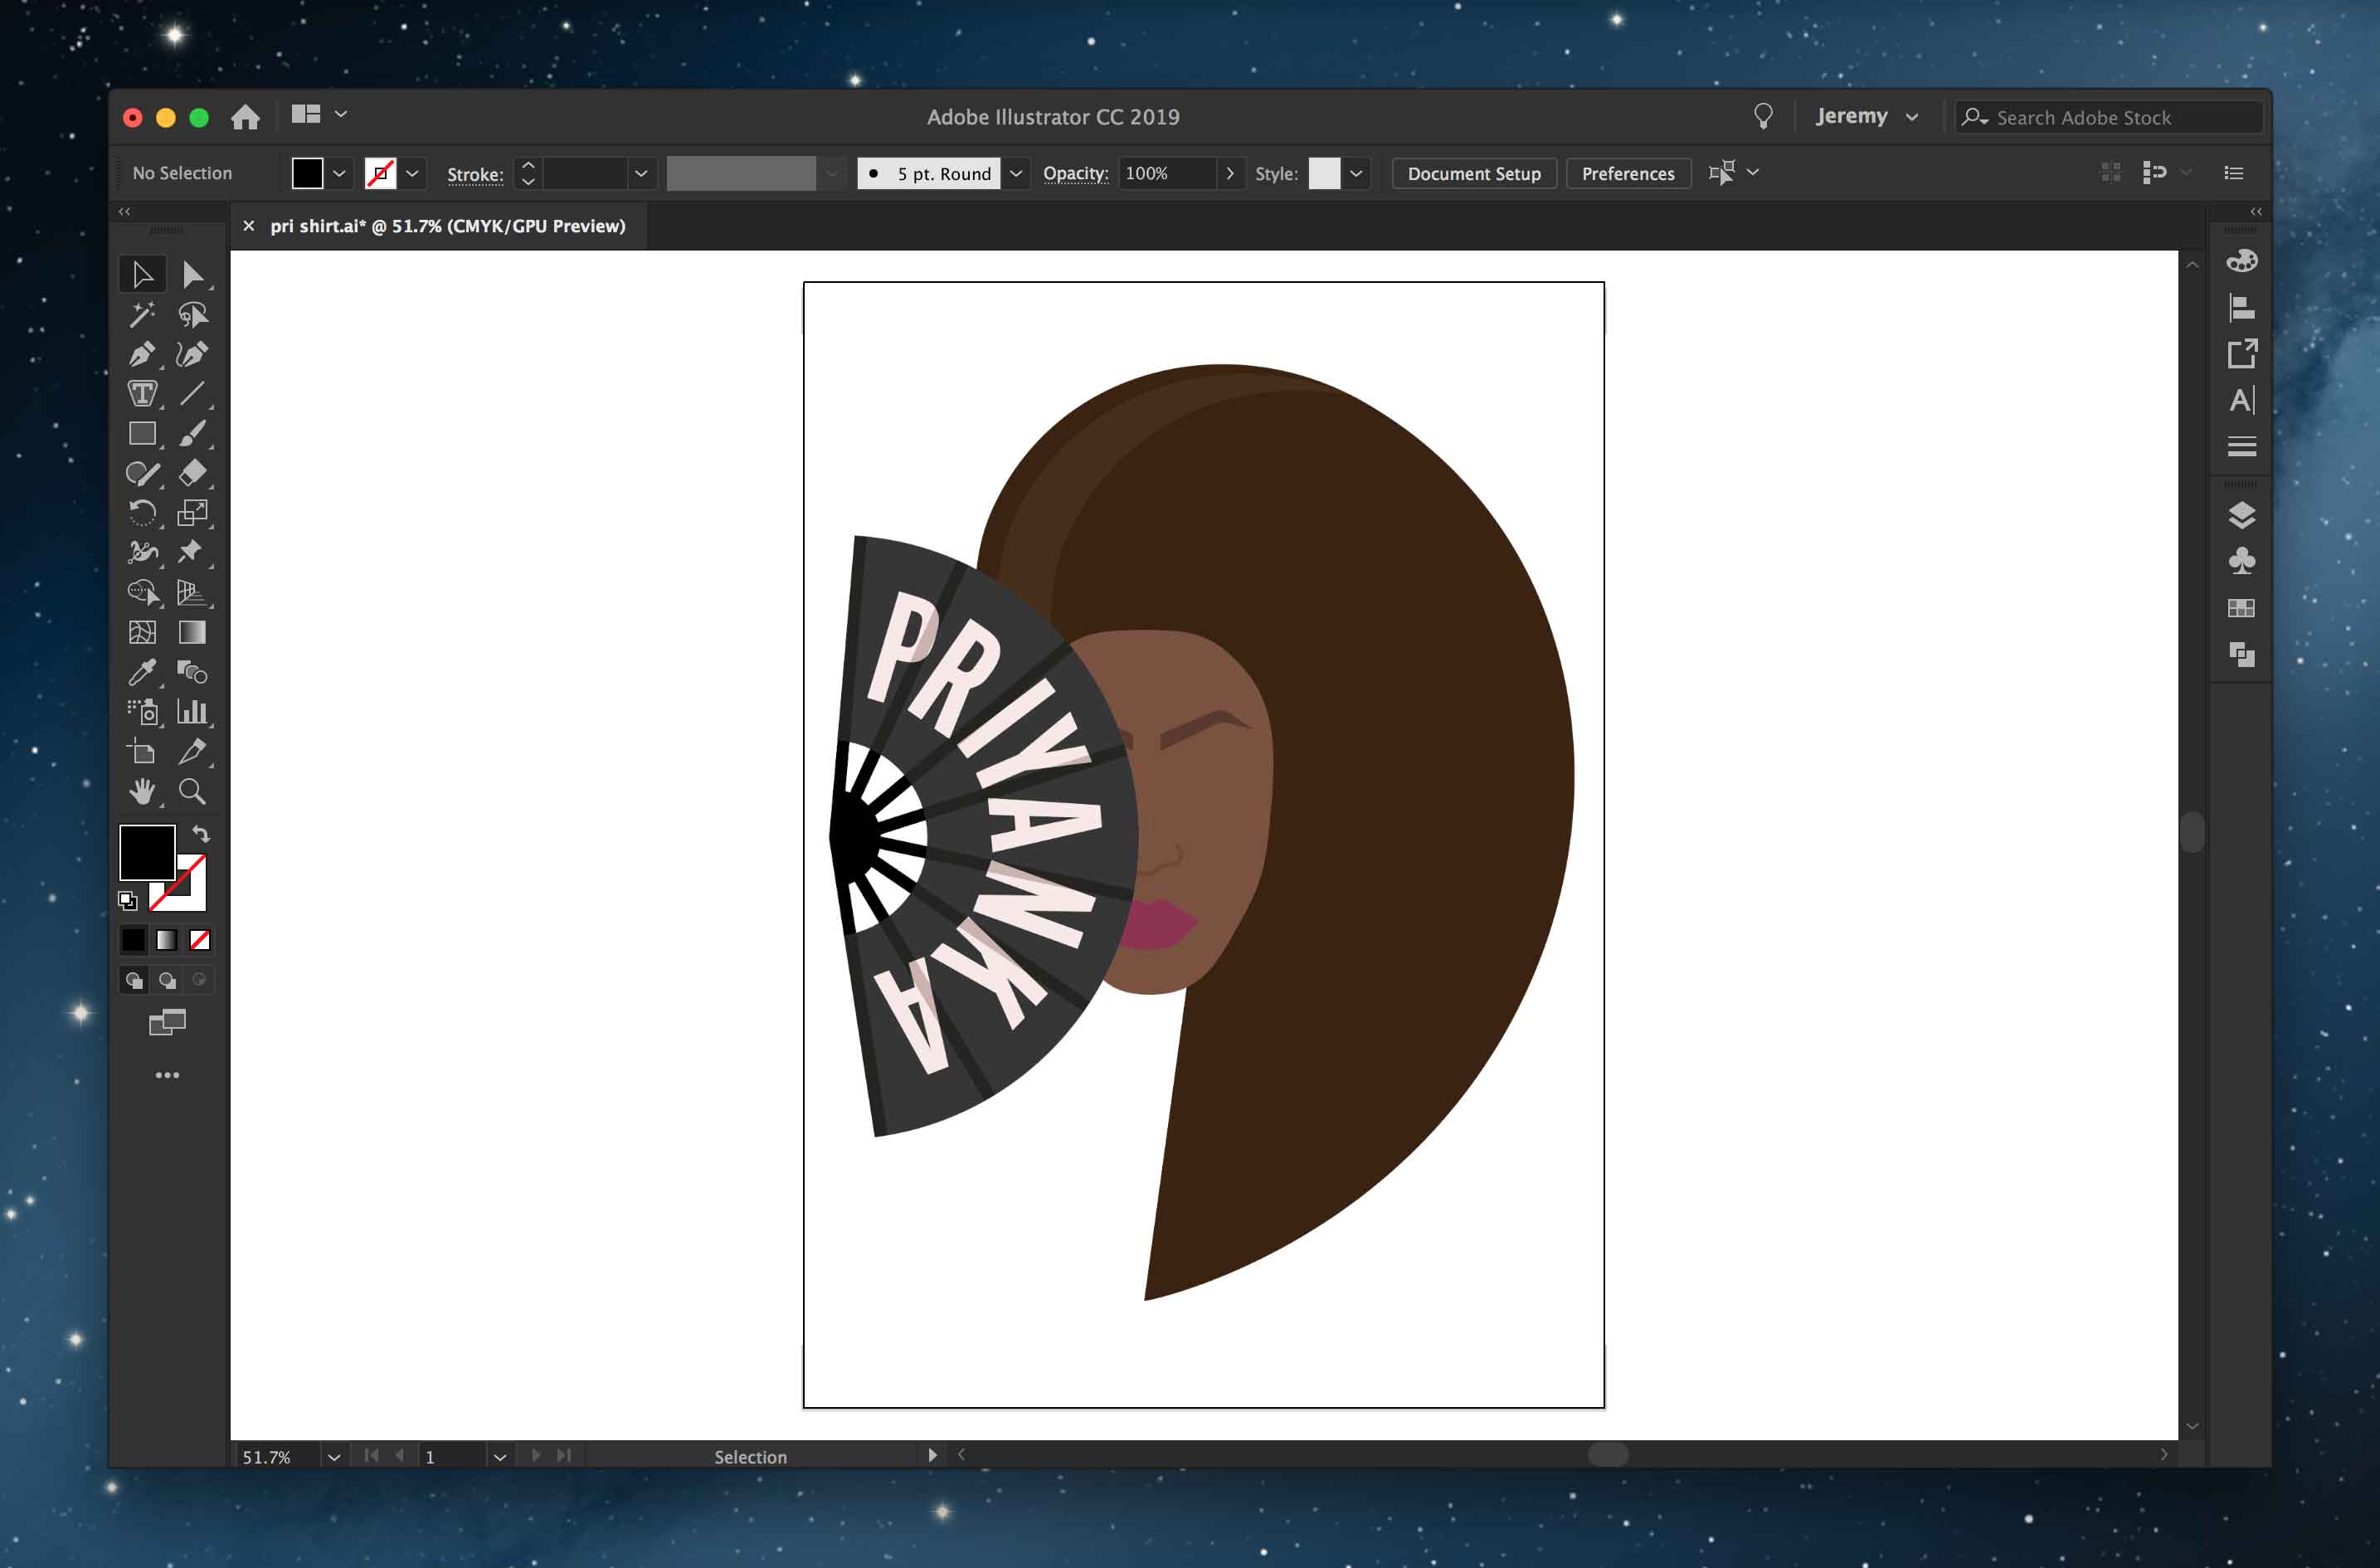 Adobe Illustrator CC 2019
Jeremy
Search Adobe Stock
No Selection
Stroke:
5 pt. Round
Opacity:
100%
Style:
Document Setup
Preferences
pri shirt.ai* @ 51.7% (CMYK/GPU Preview)
PRIYANKA
51.7%
1
Selection